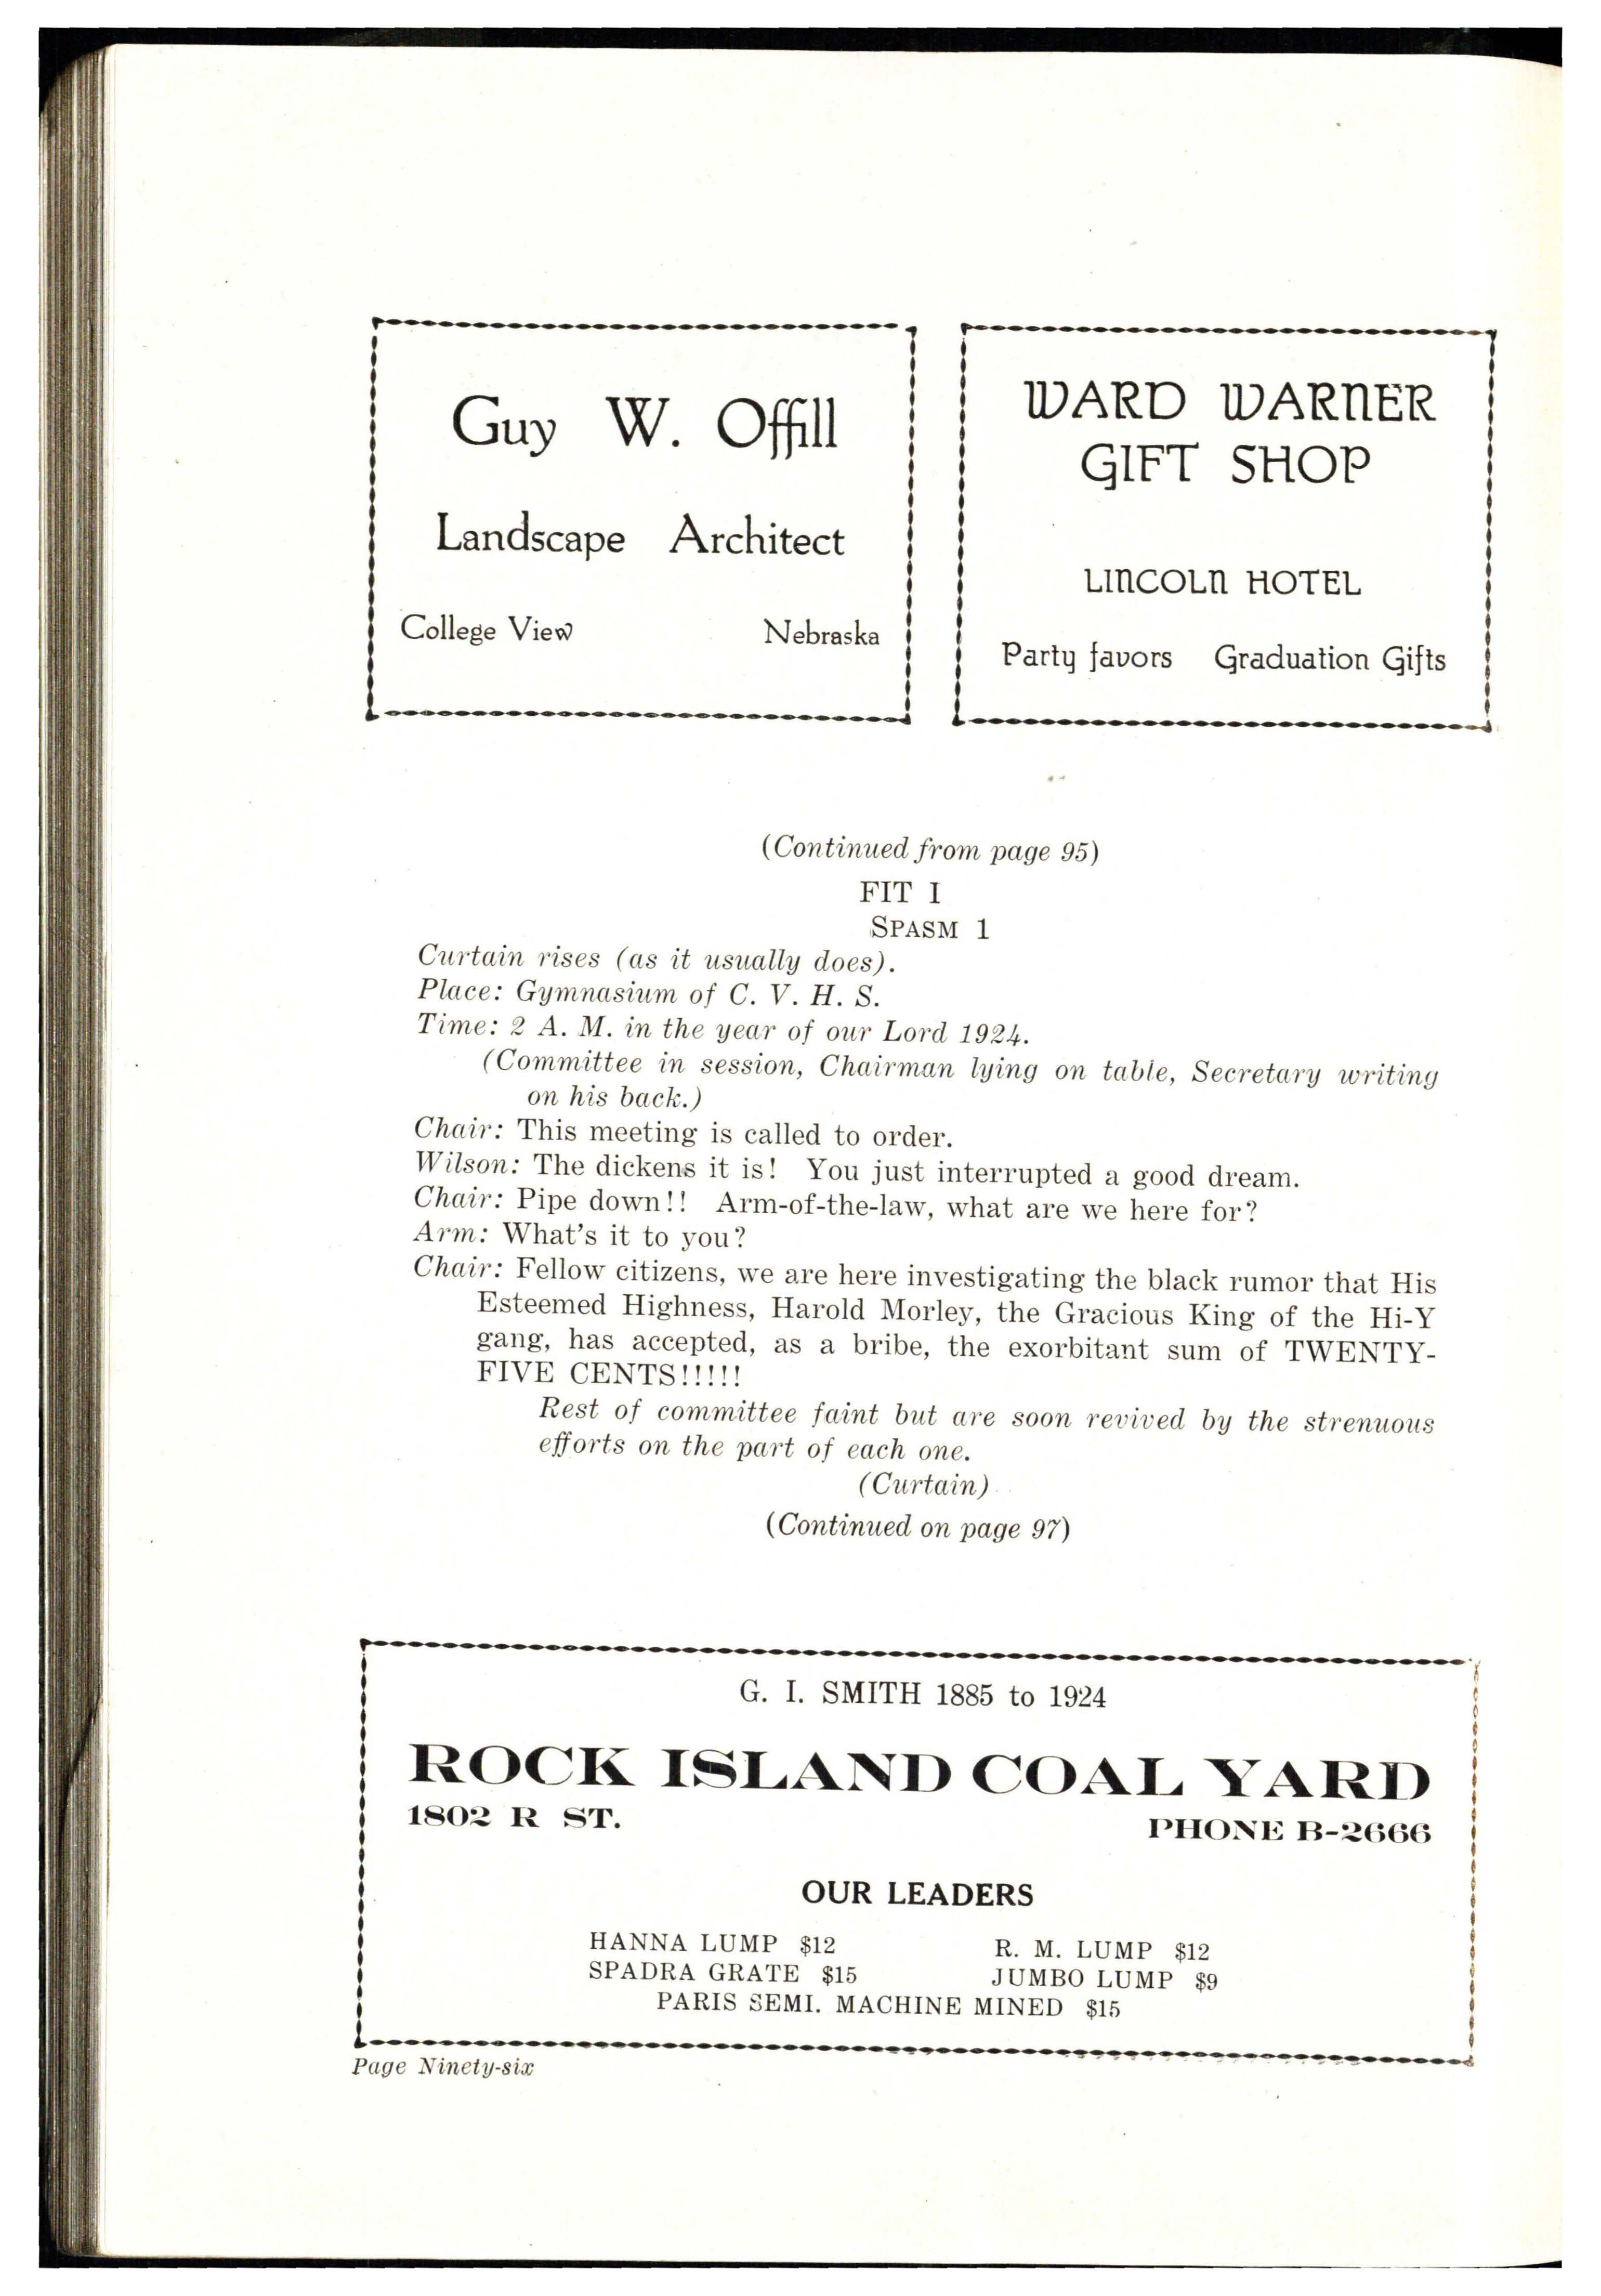 Guy W. Offill
Landscape Architect
College View Nebraska
WARD WARNER
GIFT SHOP
LINCOLN HOTEL
Party favors Graduation Gifts
(Continued from page 95)
FIT I
SPASM 1
Curtain rises (as it usually does).
Place: Gymnasium of C. V. H. S.
Time: 2 A. M. in the year of our Lord 1924.
(Committee in session, Chairman lying on table, Secretary writing
on his back.)
Chair: This meeting is called to order.
Wilson: The dickens it is! You just interrupted a good dream.
Chair: Pipe down!! Arm-of-the-law, what are we here for?
Arm: What's it to you?
Chair: Fellow citizens, we are here investigating the black rumor that His
Esteemed Highness, Harold Morley, the Gracious King of the Hi-Y
gang, has accepted, as a bribe, the exorbitant sum of TWENTY-
FIVE CENTS!!!!!
Rest of committee faint but are soon revived by the strenuous
efforts on the part of each one.
(Curtain)
(Continued on page 97)
G. I. SMITH 1885 to 1924
ROCK ISLAND COAL YARD
1802 R ST. PHONE B-2666
OUR LEADERS
HANNA LUMP $12 R. M. LUMP $12
SPADRA GRATE $15 JUMBO LUMP $9
PARIS SEMI. MACHINE MINED $15
Page Ninety-six